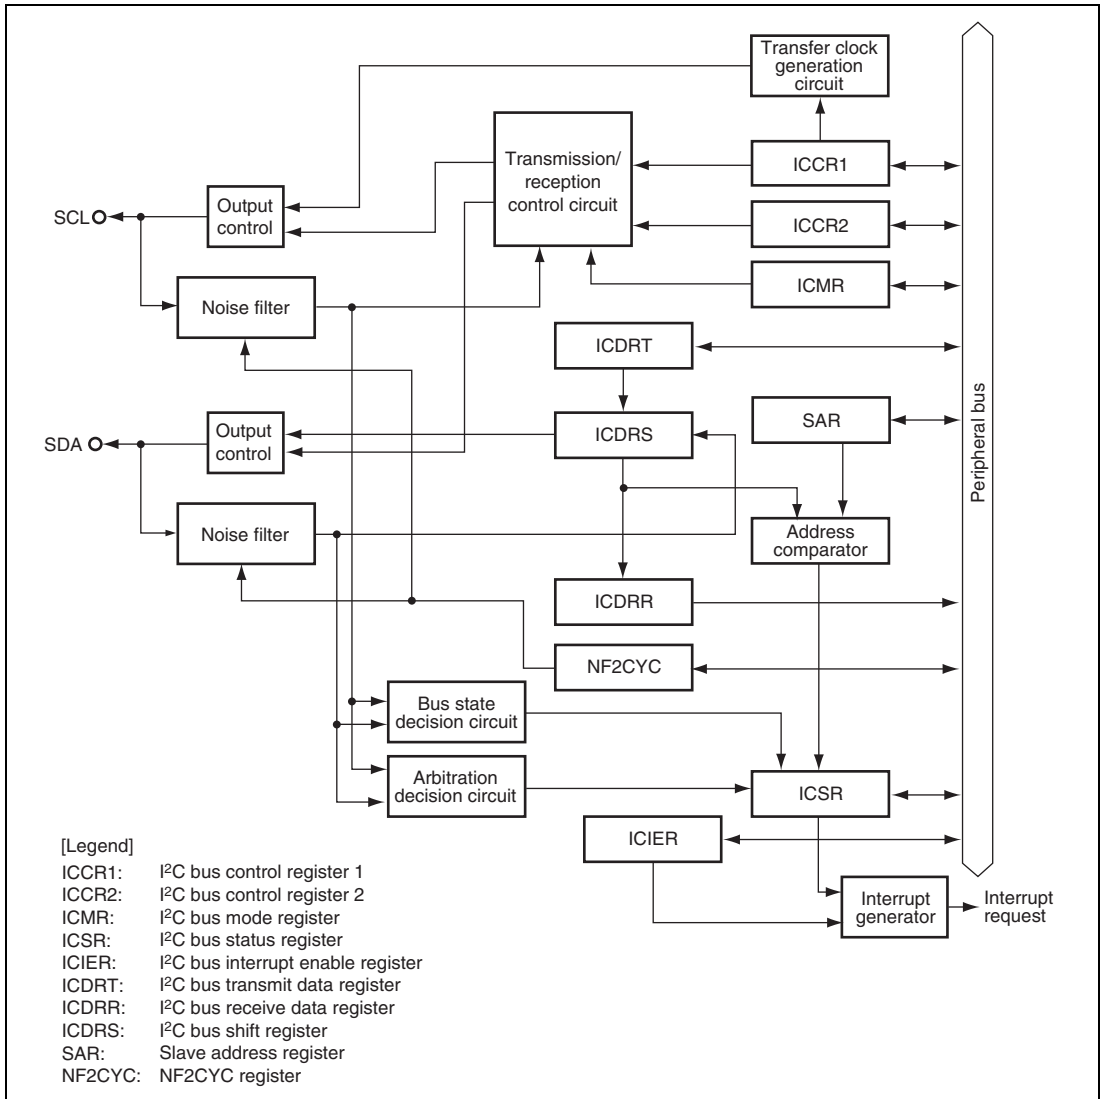 Transfer clock
generation
circuit
Transmission/
reception
control circuit
ICCR1
SCL
Output
control
ICCR2
ICMR
Noise filter
ICDRT
Peripheral bus
SDA
Output
control
ICDRS
SAR
Noise filter
Address
comparator
ICDRR
NF2CYC
Bus state
decision circuit
Arbitration
decision circuit
ICSR
ICIER
Interrupt
generator
Interrupt
request
[Legend]
ICCR1: I²C bus control register 1
ICCR2: I²C bus control register 2
ICMR: I²C bus mode register
ICSR: I²C bus status register
ICIER: I²C bus interrupt enable register
ICDRT: I²C bus transmit data register
ICDRR: I²C bus receive data register
ICDRS: I²C bus shift register
SAR: Slave address register
NF2CYC: NF2CYC register